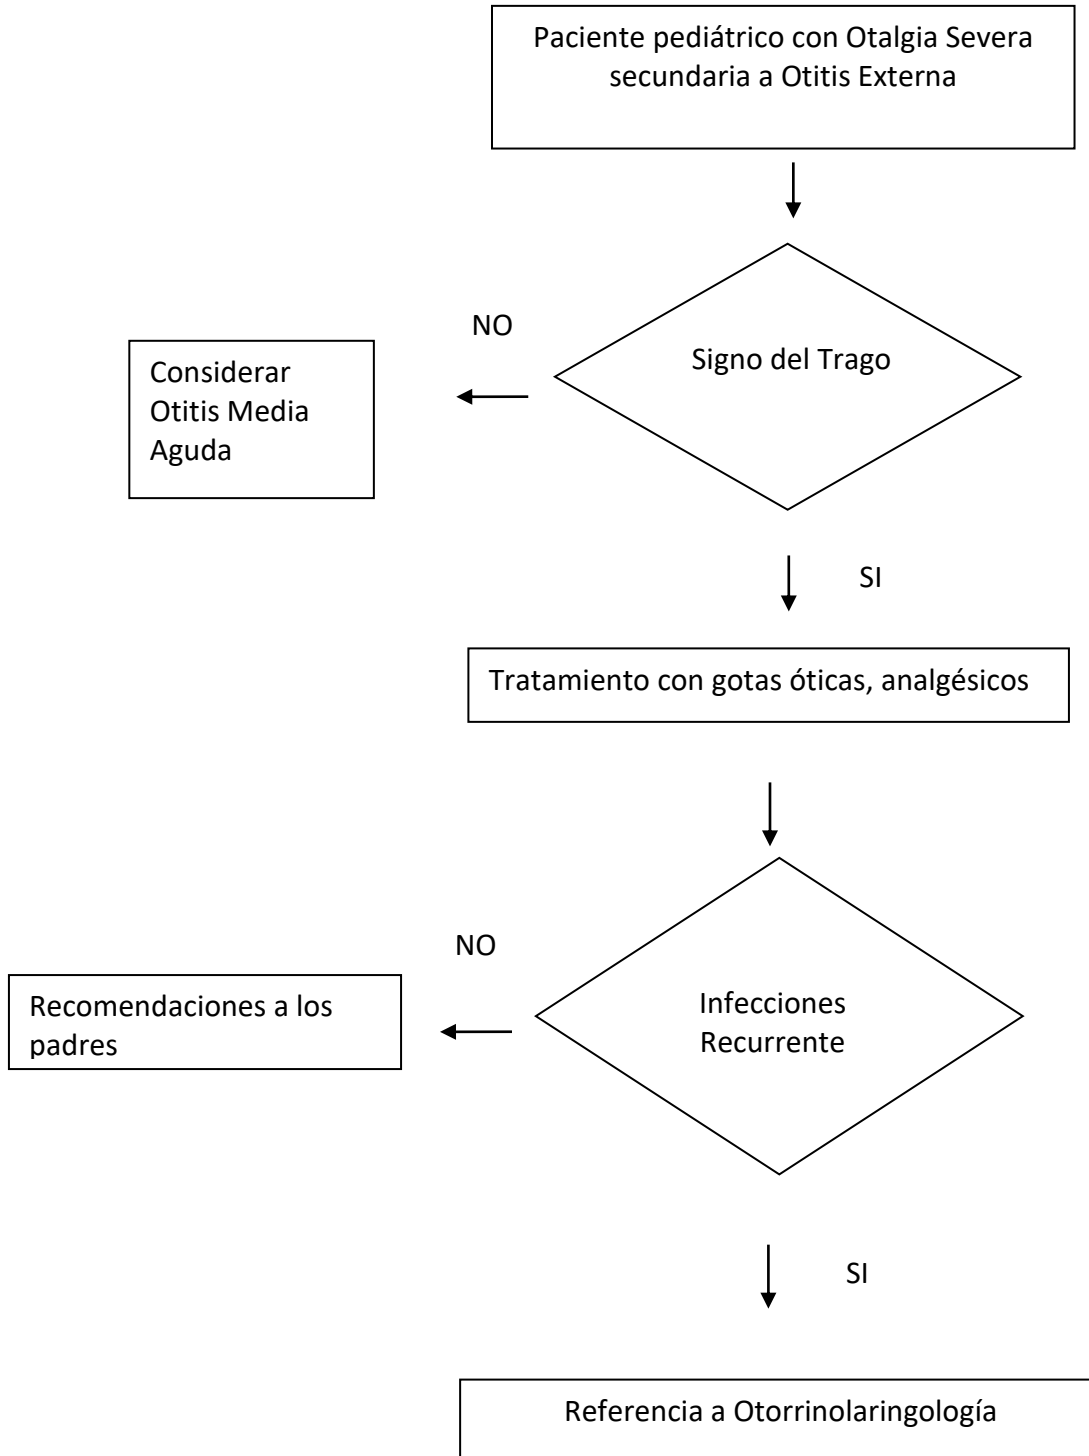 Paciente pediátrico con Otalgia Severa
secundaria a Otitis Externa
NO
Signo del Trago
Considerar
Otitis Media
Aguda
SI
Tratamiento con gotas óticas, analgésicos
NO
Infecciones
Recurrente
Recomendaciones a los
padres
SI
Referencia a Otorrinolaringología